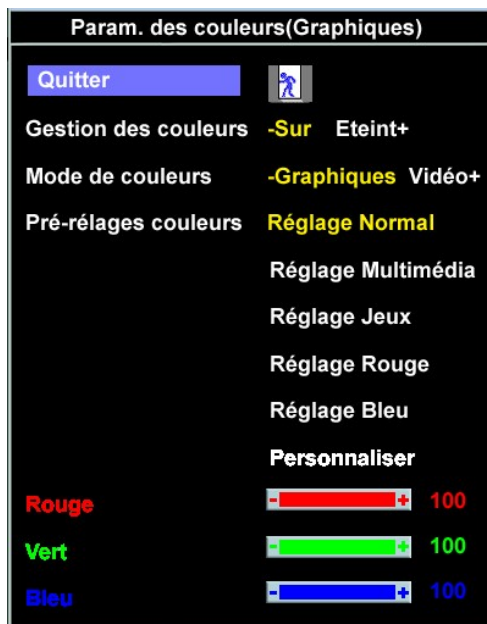 Param. des couleurs(Graphiques)
Quitter
Gestion des couleurs -Sur Eteint+
Mode de couleurs -Graphiques Vidéo+
Pré-rélages couleurs Réglage Normal
Réglage Multimédia
Réglage Jeux
Réglage Rouge
Réglage Bleu
Personnaliser
Rouge - + 100
Vert - + 100
Bleu - + 100